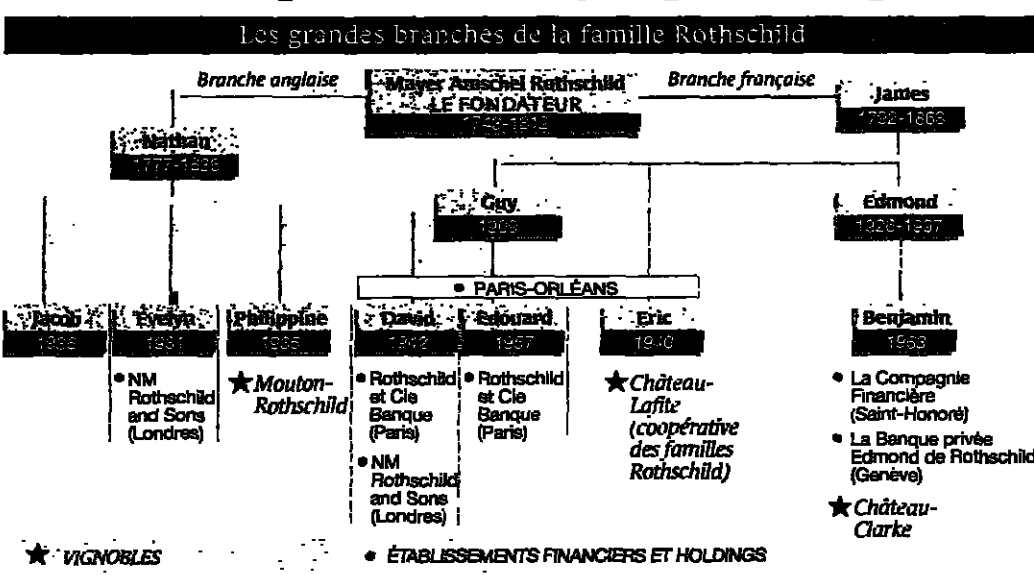 Les grandes branches de la famille Rothschild
Branche anglaise
Mayer Amschel Rothschild
LE FONDATEUR
1743-1812
Branche française
James
1792-1868
Nathan
1777-1836
Guy
1909
Edmond
1926-1997
• PARIS-ORLÉANS
Jacob
1936
Evelyn
1931
Philippine
1935
David
1942
Edouard
1957
Eric
1940
Benjamin
1963
• NM
Rothschild
and Sons
(Londres)
★ Mouton-
Rothschild
• Rothschild
et Cie
Banque
(Paris)
• NM
Rothschild
and Sons
(Londres)
• Rothschild
et Cie
Banque
(Paris)
★ Château-
Lafite
(coopérative
des familles
Rothschild)
• La Compagnie
Financière
(Saint-Honoré)
• La Banque privée
Edmond de Rothschild
(Genève)
★ Château-
Clarke
★ VIGNOBLES
• ÉTABLISSEMENTS FINANCIERS ET HOLDINGS